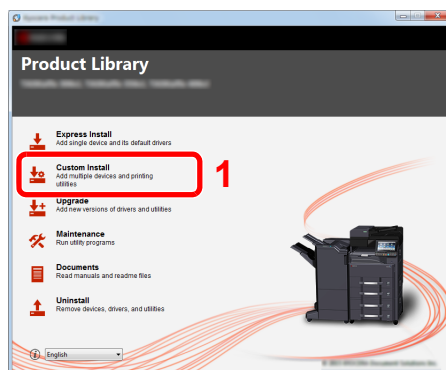 Product Library
Express Install
Add single device and its default drivers
Custom Install
Add multiple devices and printing
utilities
1
Upgrade
Add new versions of drivers and utilities
Maintenance
Run utility programs
Documents
Read manuals and readme files
Uninstall
Remove devices, drivers, and utilities
English